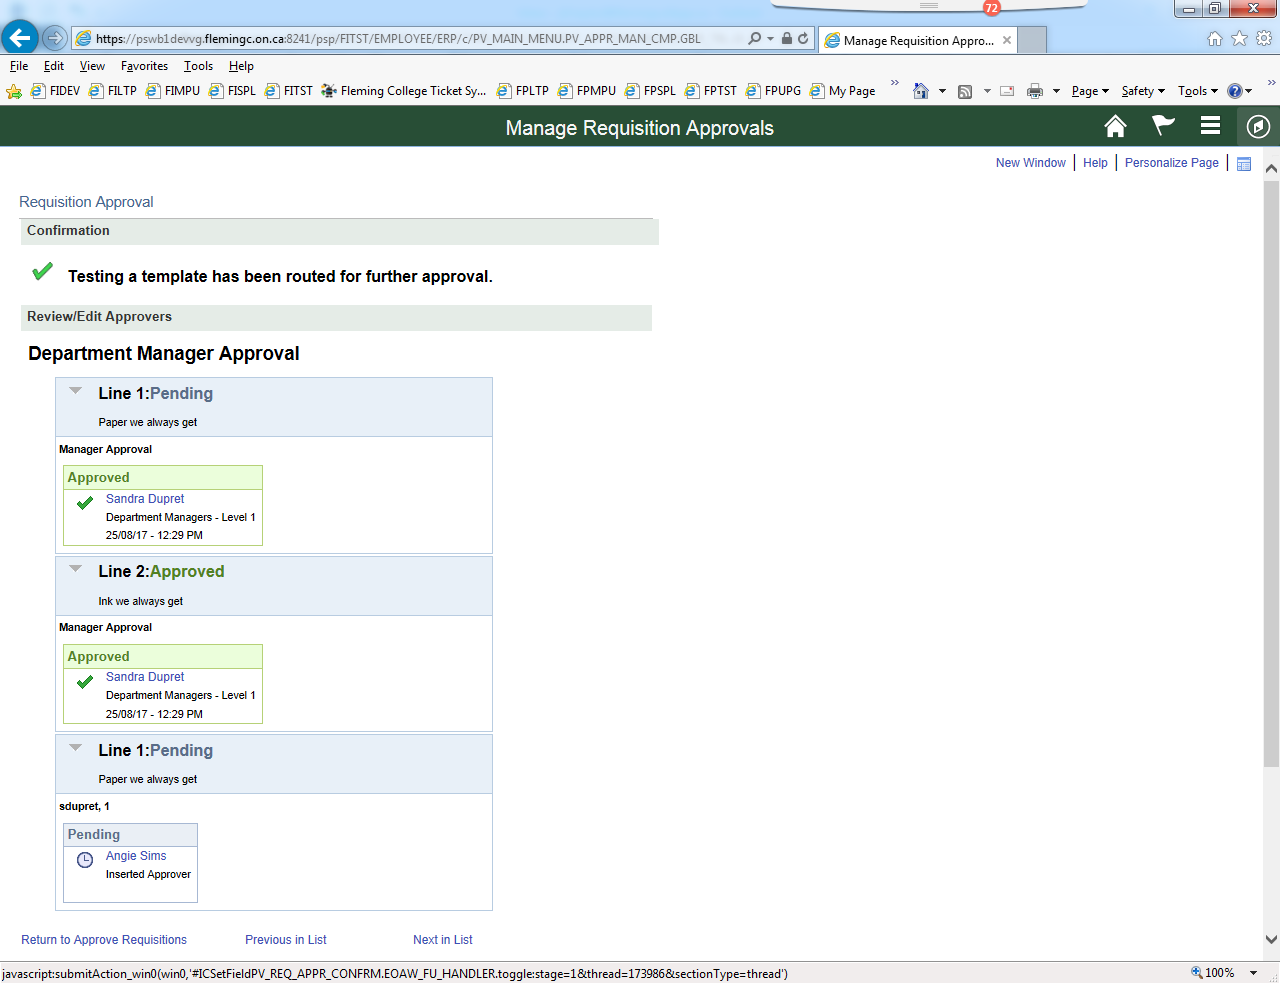 72
https://pswb1devvg.flemingc.on.ca:8241/psp/FITST/EMPLOYEE/ERP/c/PV_MAIN_MENU.PV_APPR_MAN_CMP.GBL
Manage Requisition Appro...
File Edit View Favorites Tools Help
FIDEV FILTP FIMPU FISPL FITST Fleming College Ticket Sy... FPLTP FPMPU FPSPL FPTST FPUPG My Page » Page Safety Tools »
Manage Requisition Approvals
New Window | Help | Personalize Page |
Requisition Approval
Confirmation
Testing a template has been routed for further approval.
Review/Edit Approvers
Department Manager Approval
Line 1:Pending
Paper we always get
Manager Approval
Approved
Sandra Dupret
Department Managers - Level 1
25/08/17 - 12:29 PM
Line 2:Approved
Ink we always get
Manager Approval
Approved
Sandra Dupret
Department Managers - Level 1
25/08/17 - 12:29 PM
Line 1:Pending
Paper we always get
sdupret, 1
Pending
Angie Sims
Inserted Approver
Return to Approve Requisitions Previous in List Next in List
javascript:submitAction_win0(win0,'#ICSetFieldPV_REQ_APPR_CONFRM.EOAW_FU_HANDLER.toggle:stage=1&thread=173986&sectionType=thread') 100%